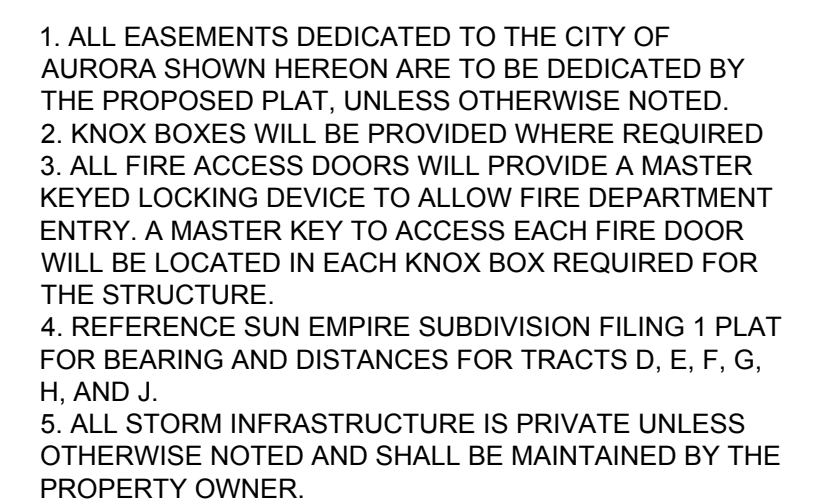 1. ALL EASEMENTS DEDICATED TO THE CITY OF
AURORA SHOWN HEREON ARE TO BE DEDICATED BY
THE PROPOSED PLAT, UNLESS OTHERWISE NOTED.
2. KNOX BOXES WILL BE PROVIDED WHERE REQUIRED
3. ALL FIRE ACCESS DOORS WILL PROVIDE A MASTER
KEYED LOCKING DEVICE TO ALLOW FIRE DEPARTMENT
ENTRY. A MASTER KEY TO ACCESS EACH FIRE DOOR
WILL BE LOCATED IN EACH KNOX BOX REQUIRED FOR
THE STRUCTURE.
4. REFERENCE SUN EMPIRE SUBDIVISION FILING 1 PLAT
FOR BEARING AND DISTANCES FOR TRACTS D, E, F, G,
H, AND J.
5. ALL STORM INFRASTRUCTURE IS PRIVATE UNLESS
OTHERWISE NOTED AND SHALL BE MAINTAINED BY THE
PROPERTY OWNER.